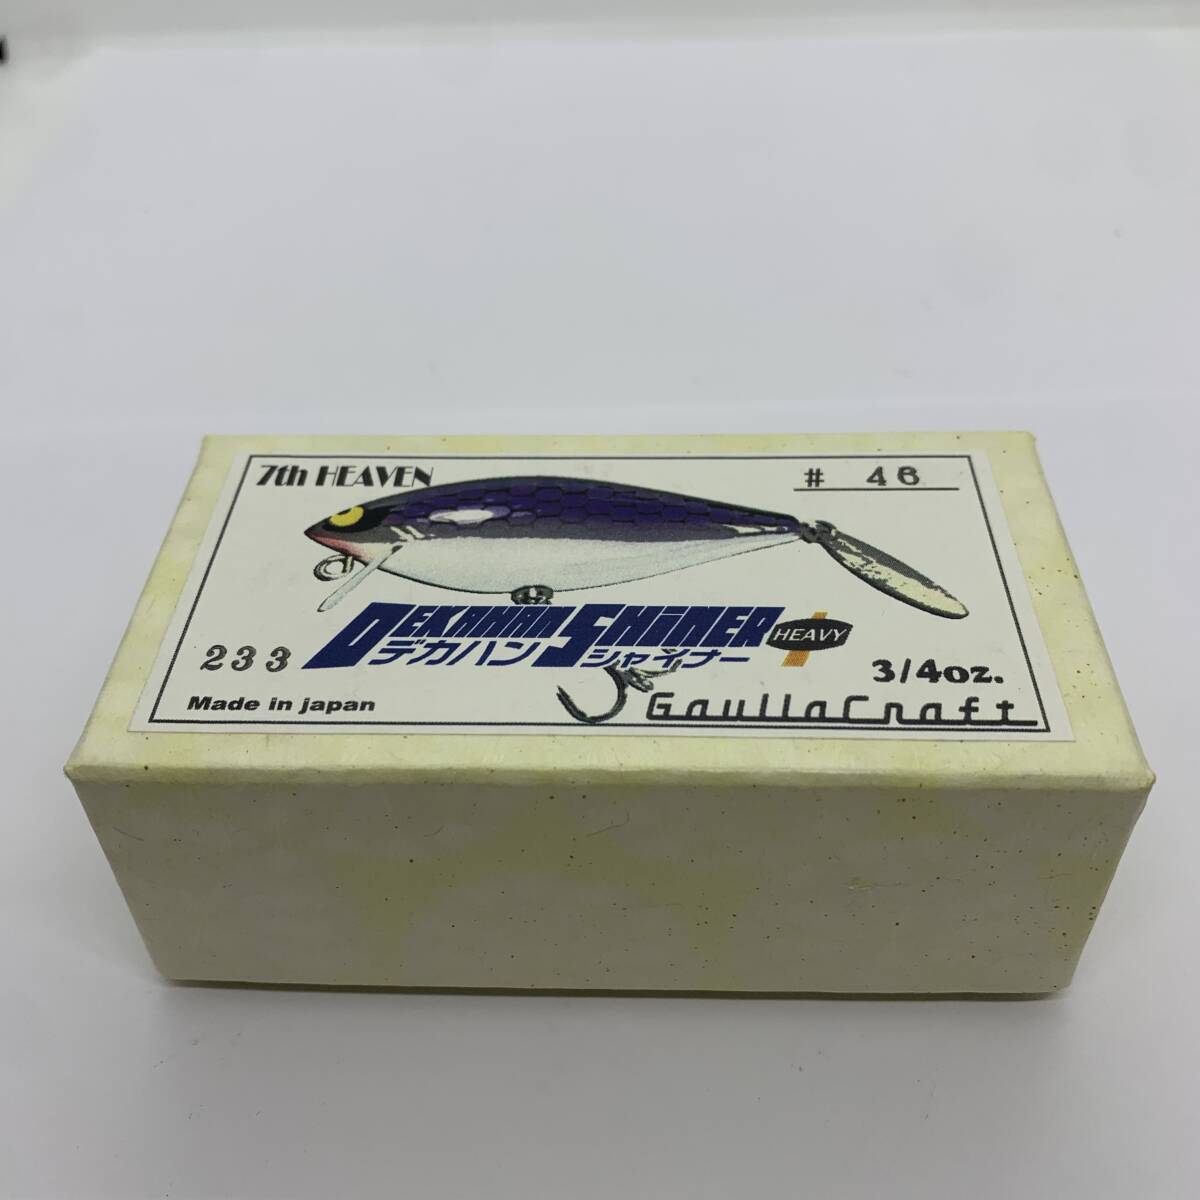 7th HEAVEN
# 46
DEKAHAN SHiNER
HEAVY
デカハン シャイナー
233
3/4oz.
Made in japan
GaullaCraft